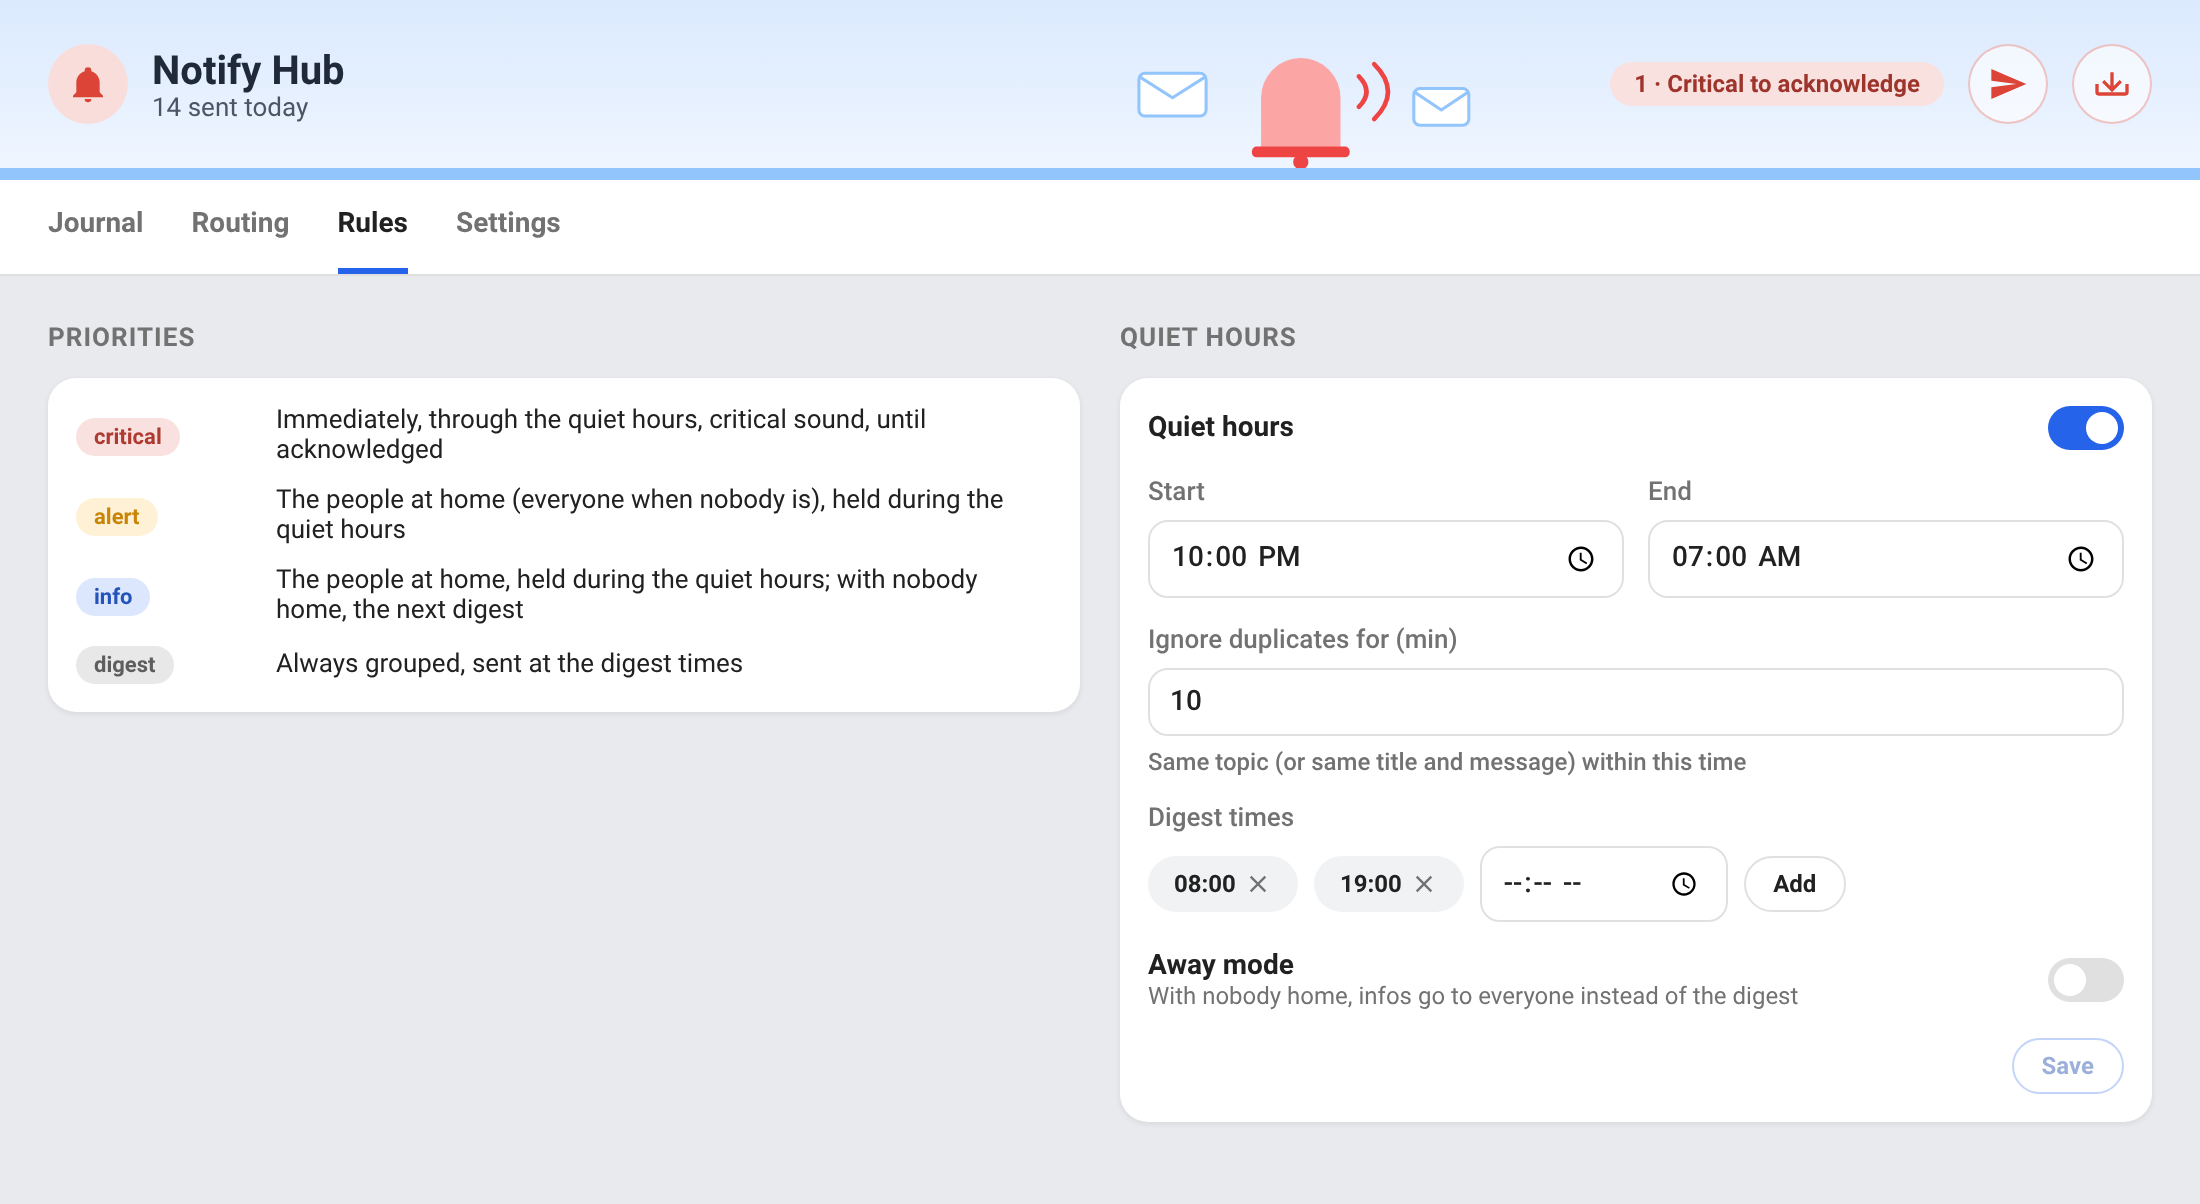 Notify Hub
14 sent today
1 · Critical to acknowledge
Journal
Routing
Rules
Settings
PRIORITIES
critical
Immediately, through the quiet hours, critical sound, until
acknowledged
alert
The people at home (everyone when nobody is), held during the
quiet hours
info
The people at home, held during the quiet hours; with nobody
home, the next digest
digest
Always grouped, sent at the digest times
QUIET HOURS
Quiet hours
Start
End
10:00 PM
07:00 AM
Ignore duplicates for (min)
10
Same topic (or same title and message) within this time
Digest times
08:00
19:00
--:-- --
Add
Away mode
With nobody home, infos go to everyone instead of the digest
Save